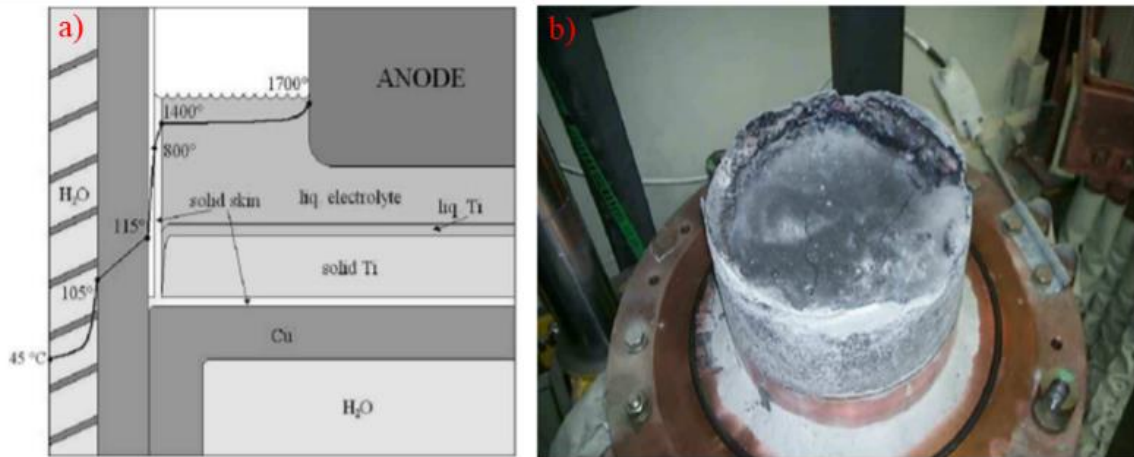 a)
b)
1700°
ANODE
1400°
800°
H₂O
solid skin
liq. electrolyte
liq. Ti
115°
solid Ti
105°
Cu
45 °C
H₂O